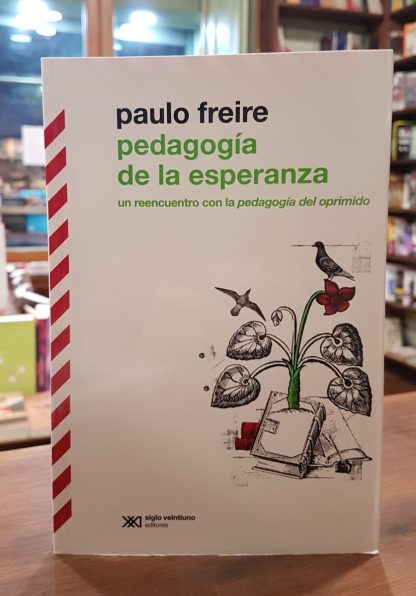 paulo freire
pedagogía
de la esperanza
un reencuentro con la pedagogía del oprimido
siglo veintiuno
editores